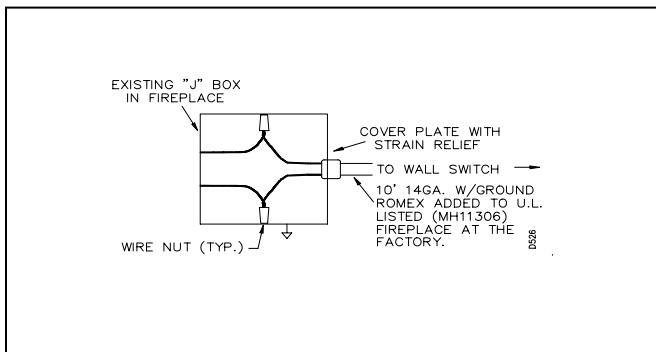 EXISTING "J" BOX
IN FIREPLACE
COVER PLATE WITH
STRAIN RELIEF
TO WALL SWITCH
10' 14GA. W/GROUND
ROMEX ADDED TO U.L.
LISTED (MH11306)
FIREPLACE AT THE
FACTORY.
WIRE NUT (TYP.)
D526